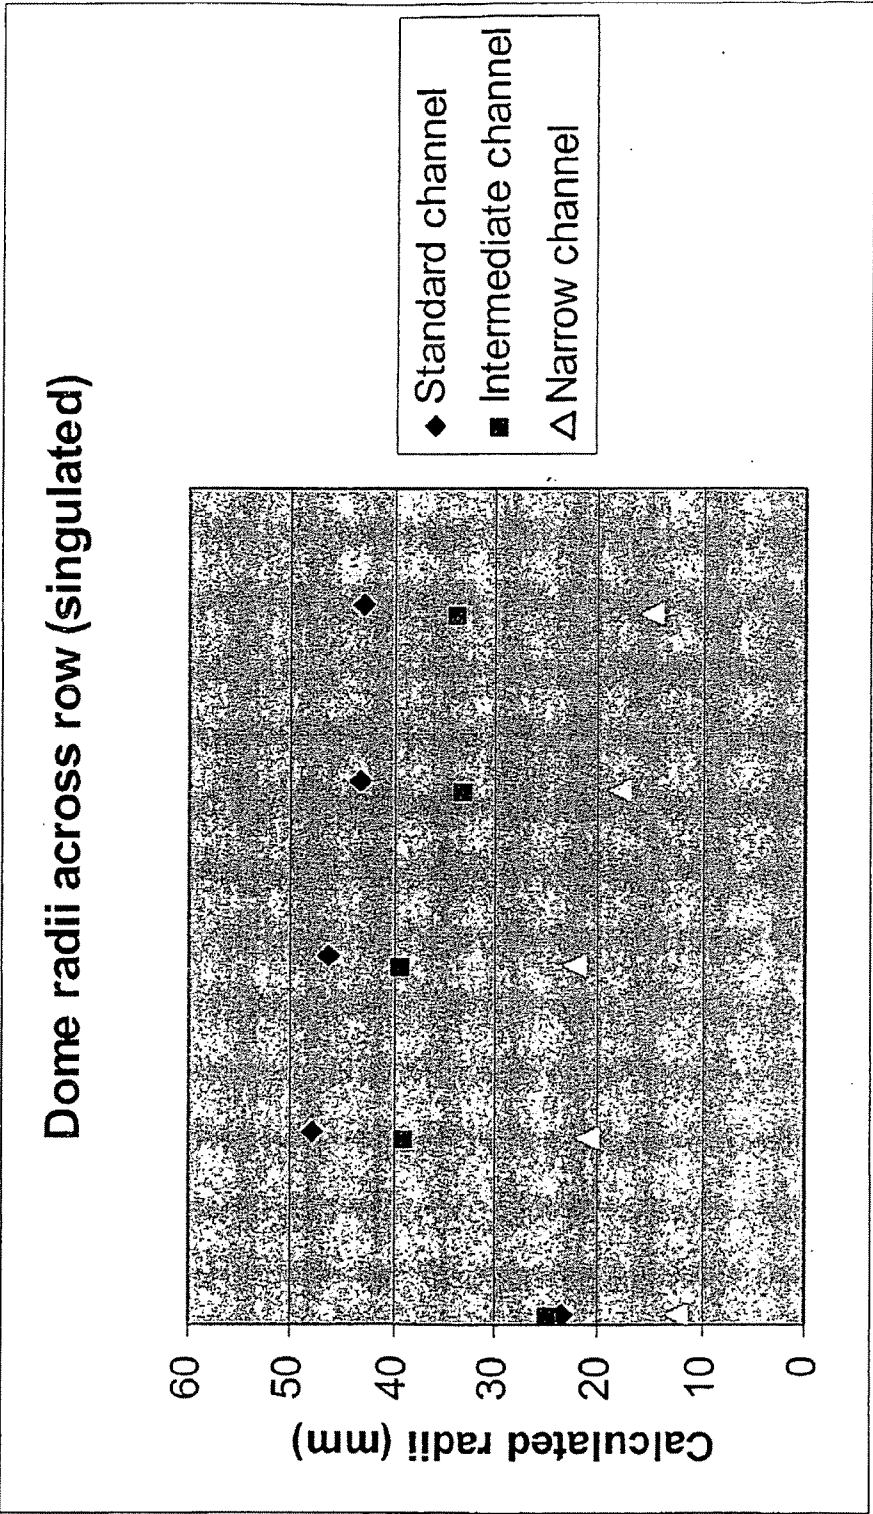 Dome radii across row (singulated)
Calculated radii (mm)
60
50
40
30
20
10
0
Standard channel
Intermediate channel
Narrow channel